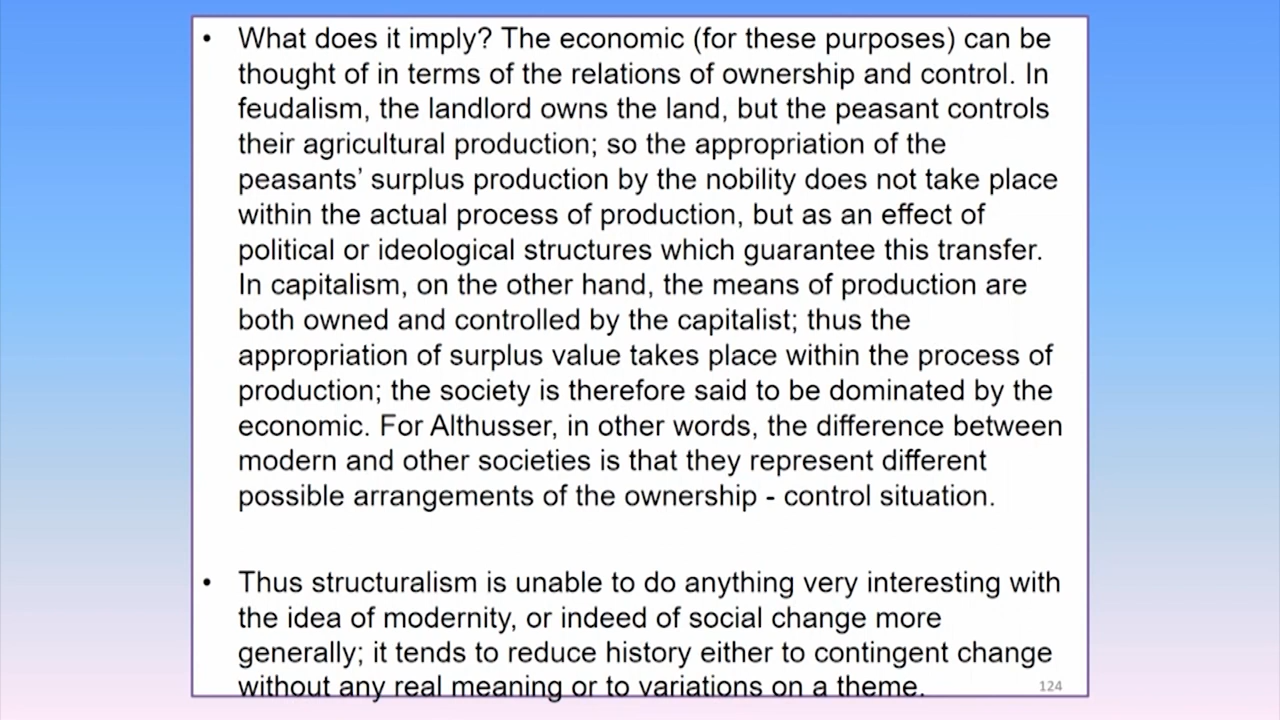 • What does it imply? The economic (for these purposes) can be
thought of in terms of the relations of ownership and control. In
feudalism, the landlord owns the land, but the peasant controls
their agricultural production; so the appropriation of the
peasants’ surplus production by the nobility does not take place
within the actual process of production, but as an effect of
political or ideological structures which guarantee this transfer.
In capitalism, on the other hand, the means of production are
both owned and controlled by the capitalist; thus the
appropriation of surplus value takes place within the process of
production; the society is therefore said to be dominated by the
economic. For Althusser, in other words, the difference between
modern and other societies is that they represent different
possible arrangements of the ownership - control situation.
• Thus structuralism is unable to do anything very interesting with
the idea of modernity, or indeed of social change more
generally; it tends to reduce history either to contingent change
without any real meaning or to variations on a theme.
124